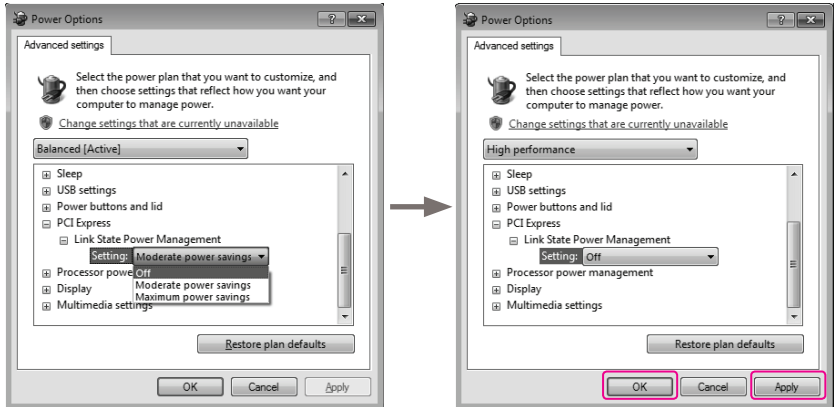 Power Options
Advanced settings
Select the power plan that you want to customize, and
then choose settings that reflect how you want your
computer to manage power.
Change settings that are currently unavailable
Balanced [Active]
Sleep
USB settings
Power buttons and lid
PCI Express
Link State Power Management
Setting: Moderate power savings
Processor powe
Off
Moderate power savings
Maximum power savings
Display
Multimedia settings
Restore plan defaults
OK Cancel Apply
Power Options
Advanced settings
Select the power plan that you want to customize, and
then choose settings that reflect how you want your
computer to manage power.
Change settings that are currently unavailable
High performance
Sleep
USB settings
Power buttons and lid
PCI Express
Link State Power Management
Setting: Off
Processor power management
Display
Multimedia settings
Restore plan defaults
OK Cancel Apply